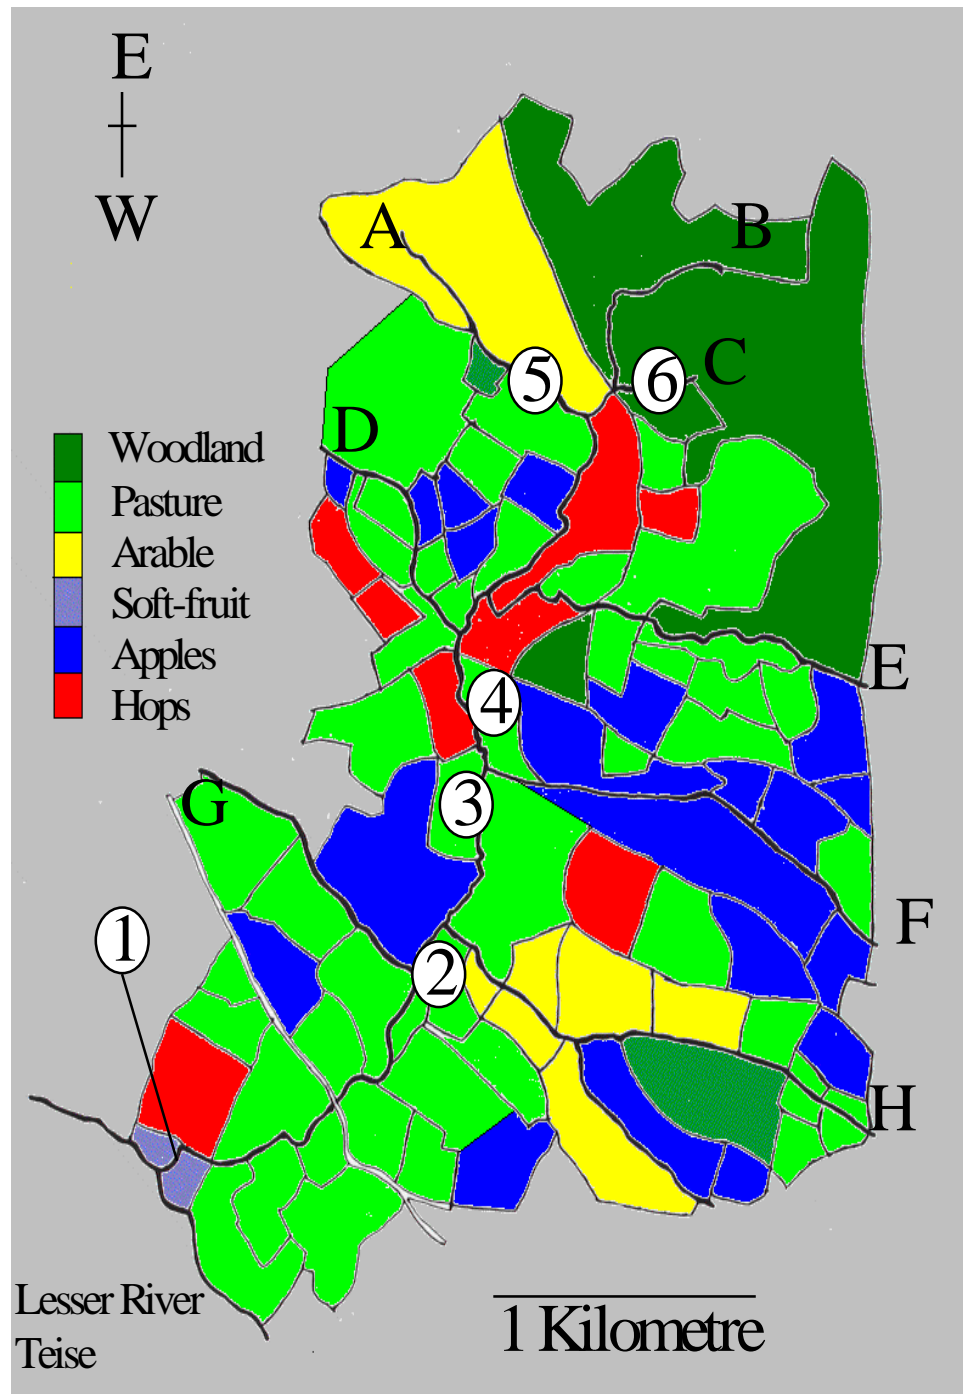 E
W
A
B
5
6
C
D
Woodland
Pasture
Arable
Soft-fruit
Apples
Hops
E
4
G
3
F
1
2
H
Lesser River
Teise
1 Kilometre